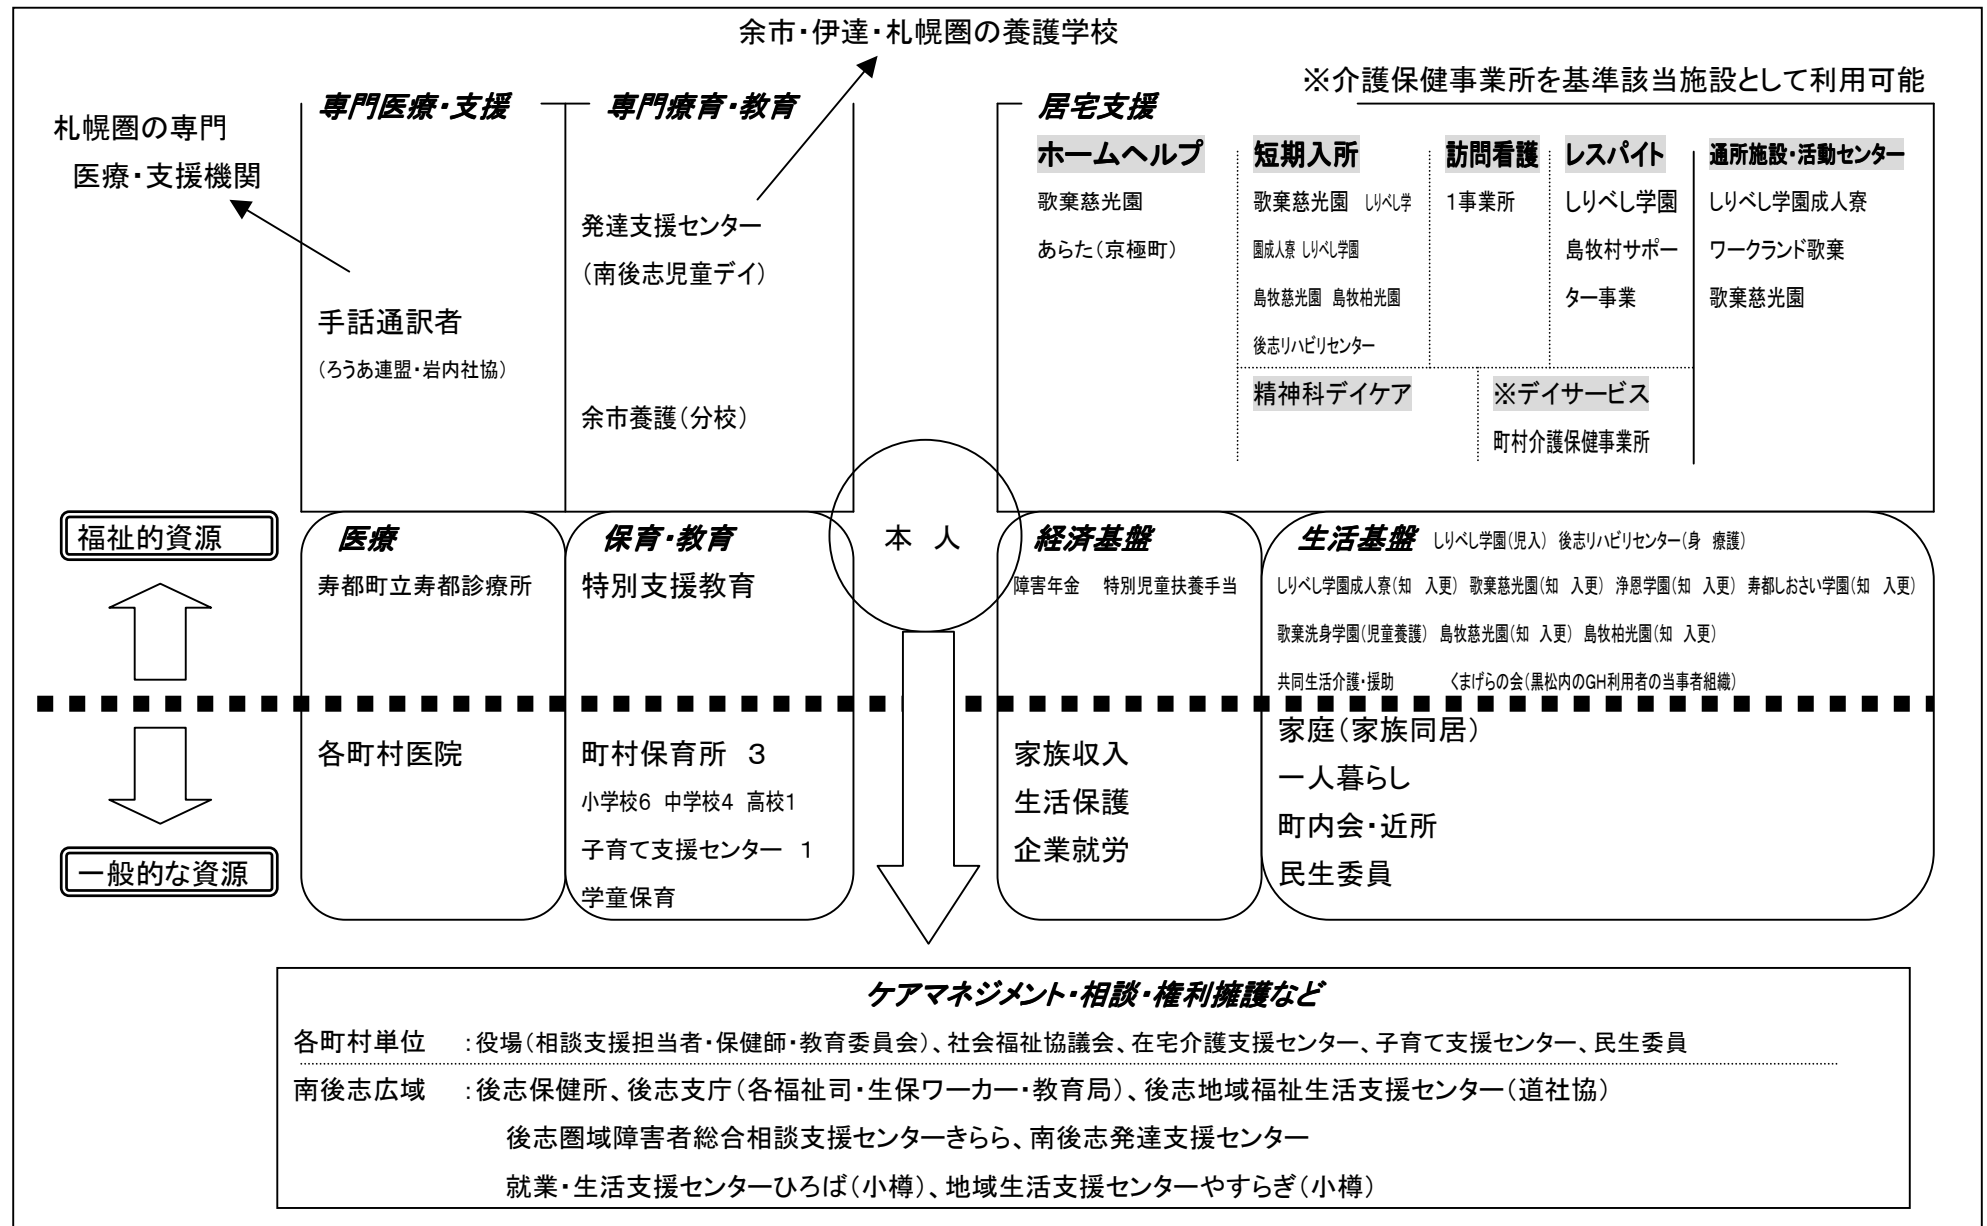 余市・伊達・札幌圏の養護学校
※介護保健事業所を基準該当施設として利用可能
札幌圏の専門
医療・支援機関
専門医療・支援
手話通訳者
(ろうあ連盟・岩内社協)
専門療育・教育
発達支援センター
(南後志児童デイ)
余市養護(分校)
居宅支援
ホームヘルプ
歌棄慈光園
あらた(京極町)
短期入所
歌棄慈光園 しりべし学
園成人寮 しりべし学園
島牧慈光園 島牧柏光園
後志リハビリセンター
訪問看護
1事業所
レスパイト
しりべし学園
島牧村サポー
ター事業
通所施設・活動センター
しりべし学園成人寮
ワークランド歌棄
歌棄慈光園
精神科デイケア
※デイサービス
町村介護保健事業所
福祉的資源
一般的な資源
医療
寿都町立寿都診療所
各町村医院
保育・教育
特別支援教育
町村保育所 3
小学校6 中学校4 高校1
子育て支援センター 1
学童保育
本 人
経済基盤
障害年金 特別児童扶養手当
家族収入
生活保護
企業就労
生活基盤 しりべし学園(児入) 後志リハビリセンター(身 療護)
しりべし学園成人寮(知 入更) 歌棄慈光園(知 入更) 浄恩学園(知 入更) 寿都しおさい学園(知 入更)
歌棄洗身学園(児童養護) 島牧慈光園(知 入更) 島牧柏光園(知 入更)
共同生活介護・援助 くまげらの会(黒松内のGH利用者の当事者組織)
家庭(家族同居)
一人暮らし
町内会・近所
民生委員
ケアマネジメント・相談・権利擁護など
各町村単位 :役場(相談支援担当者・保健師・教育委員会)、社会福祉協議会、在宅介護支援センター、子育て支援センター、民生委員
南後志広域 :後志保健所、後志支庁(各福祉司・生保ワーカー・教育局)、後志地域福祉生活支援センター(道社協)
後志圏域障害者総合相談支援センターきらら、南後志発達支援センター
就業・生活支援センターひろば(小樽)、地域生活支援センターやすらぎ(小樽)